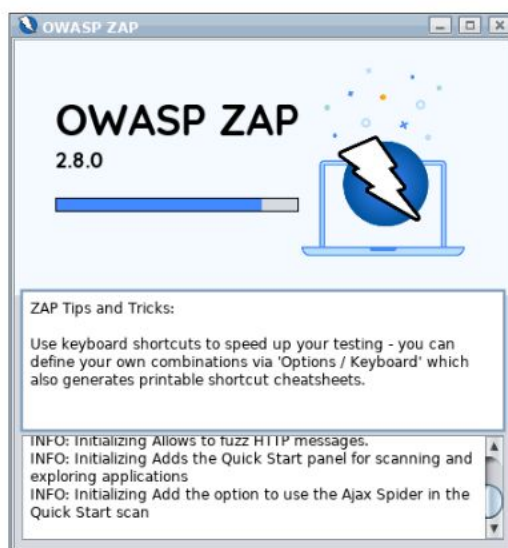 OWASP ZAP
OWASP ZAP
2.8.0
ZAP Tips and Tricks:
Use keyboard shortcuts to speed up your testing - you can
define your own combinations via 'Options / Keyboard' which
also generates printable shortcut cheatsheets.
INFO: Initializing Allows to fuzz HTTP messages.
INFO: Initializing Adds the Quick Start panel for scanning and
exploring applications
INFO: Initializing Add the option to use the Ajax Spider in the
Quick Start scan